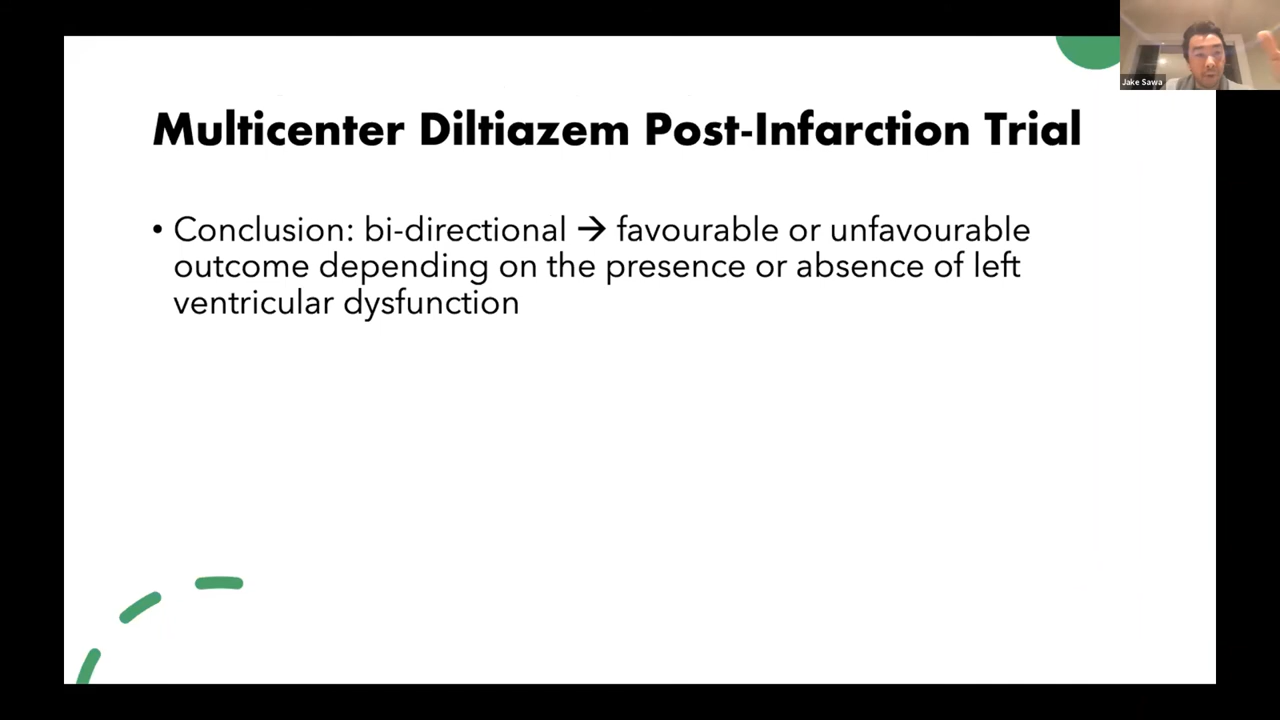 Jake Sawa
Multicenter Diltiazem Post-Infarction Trial
• Conclusion: bi-directional → favourable or unfavourable
outcome depending on the presence or absence of left
ventricular dysfunction